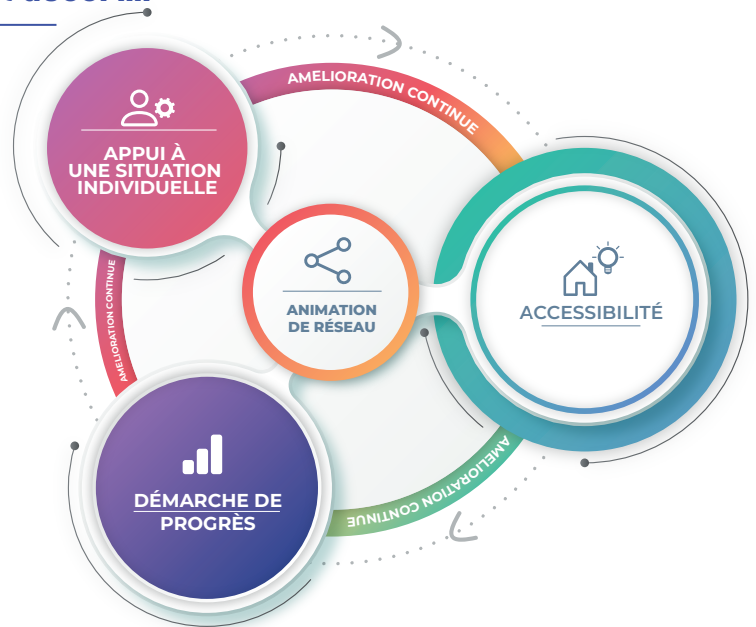 AMELIORATION CONTINUE
APPUI À
UNE SITUATION
INDIVIDUELLE
AMELIORATION CONTINUE
ANIMATION
DE RÉSEAU
ACCESSIBILITÉ
DÉMARCHE DE
PROGRÈS
AMELIORATION CONTINUE